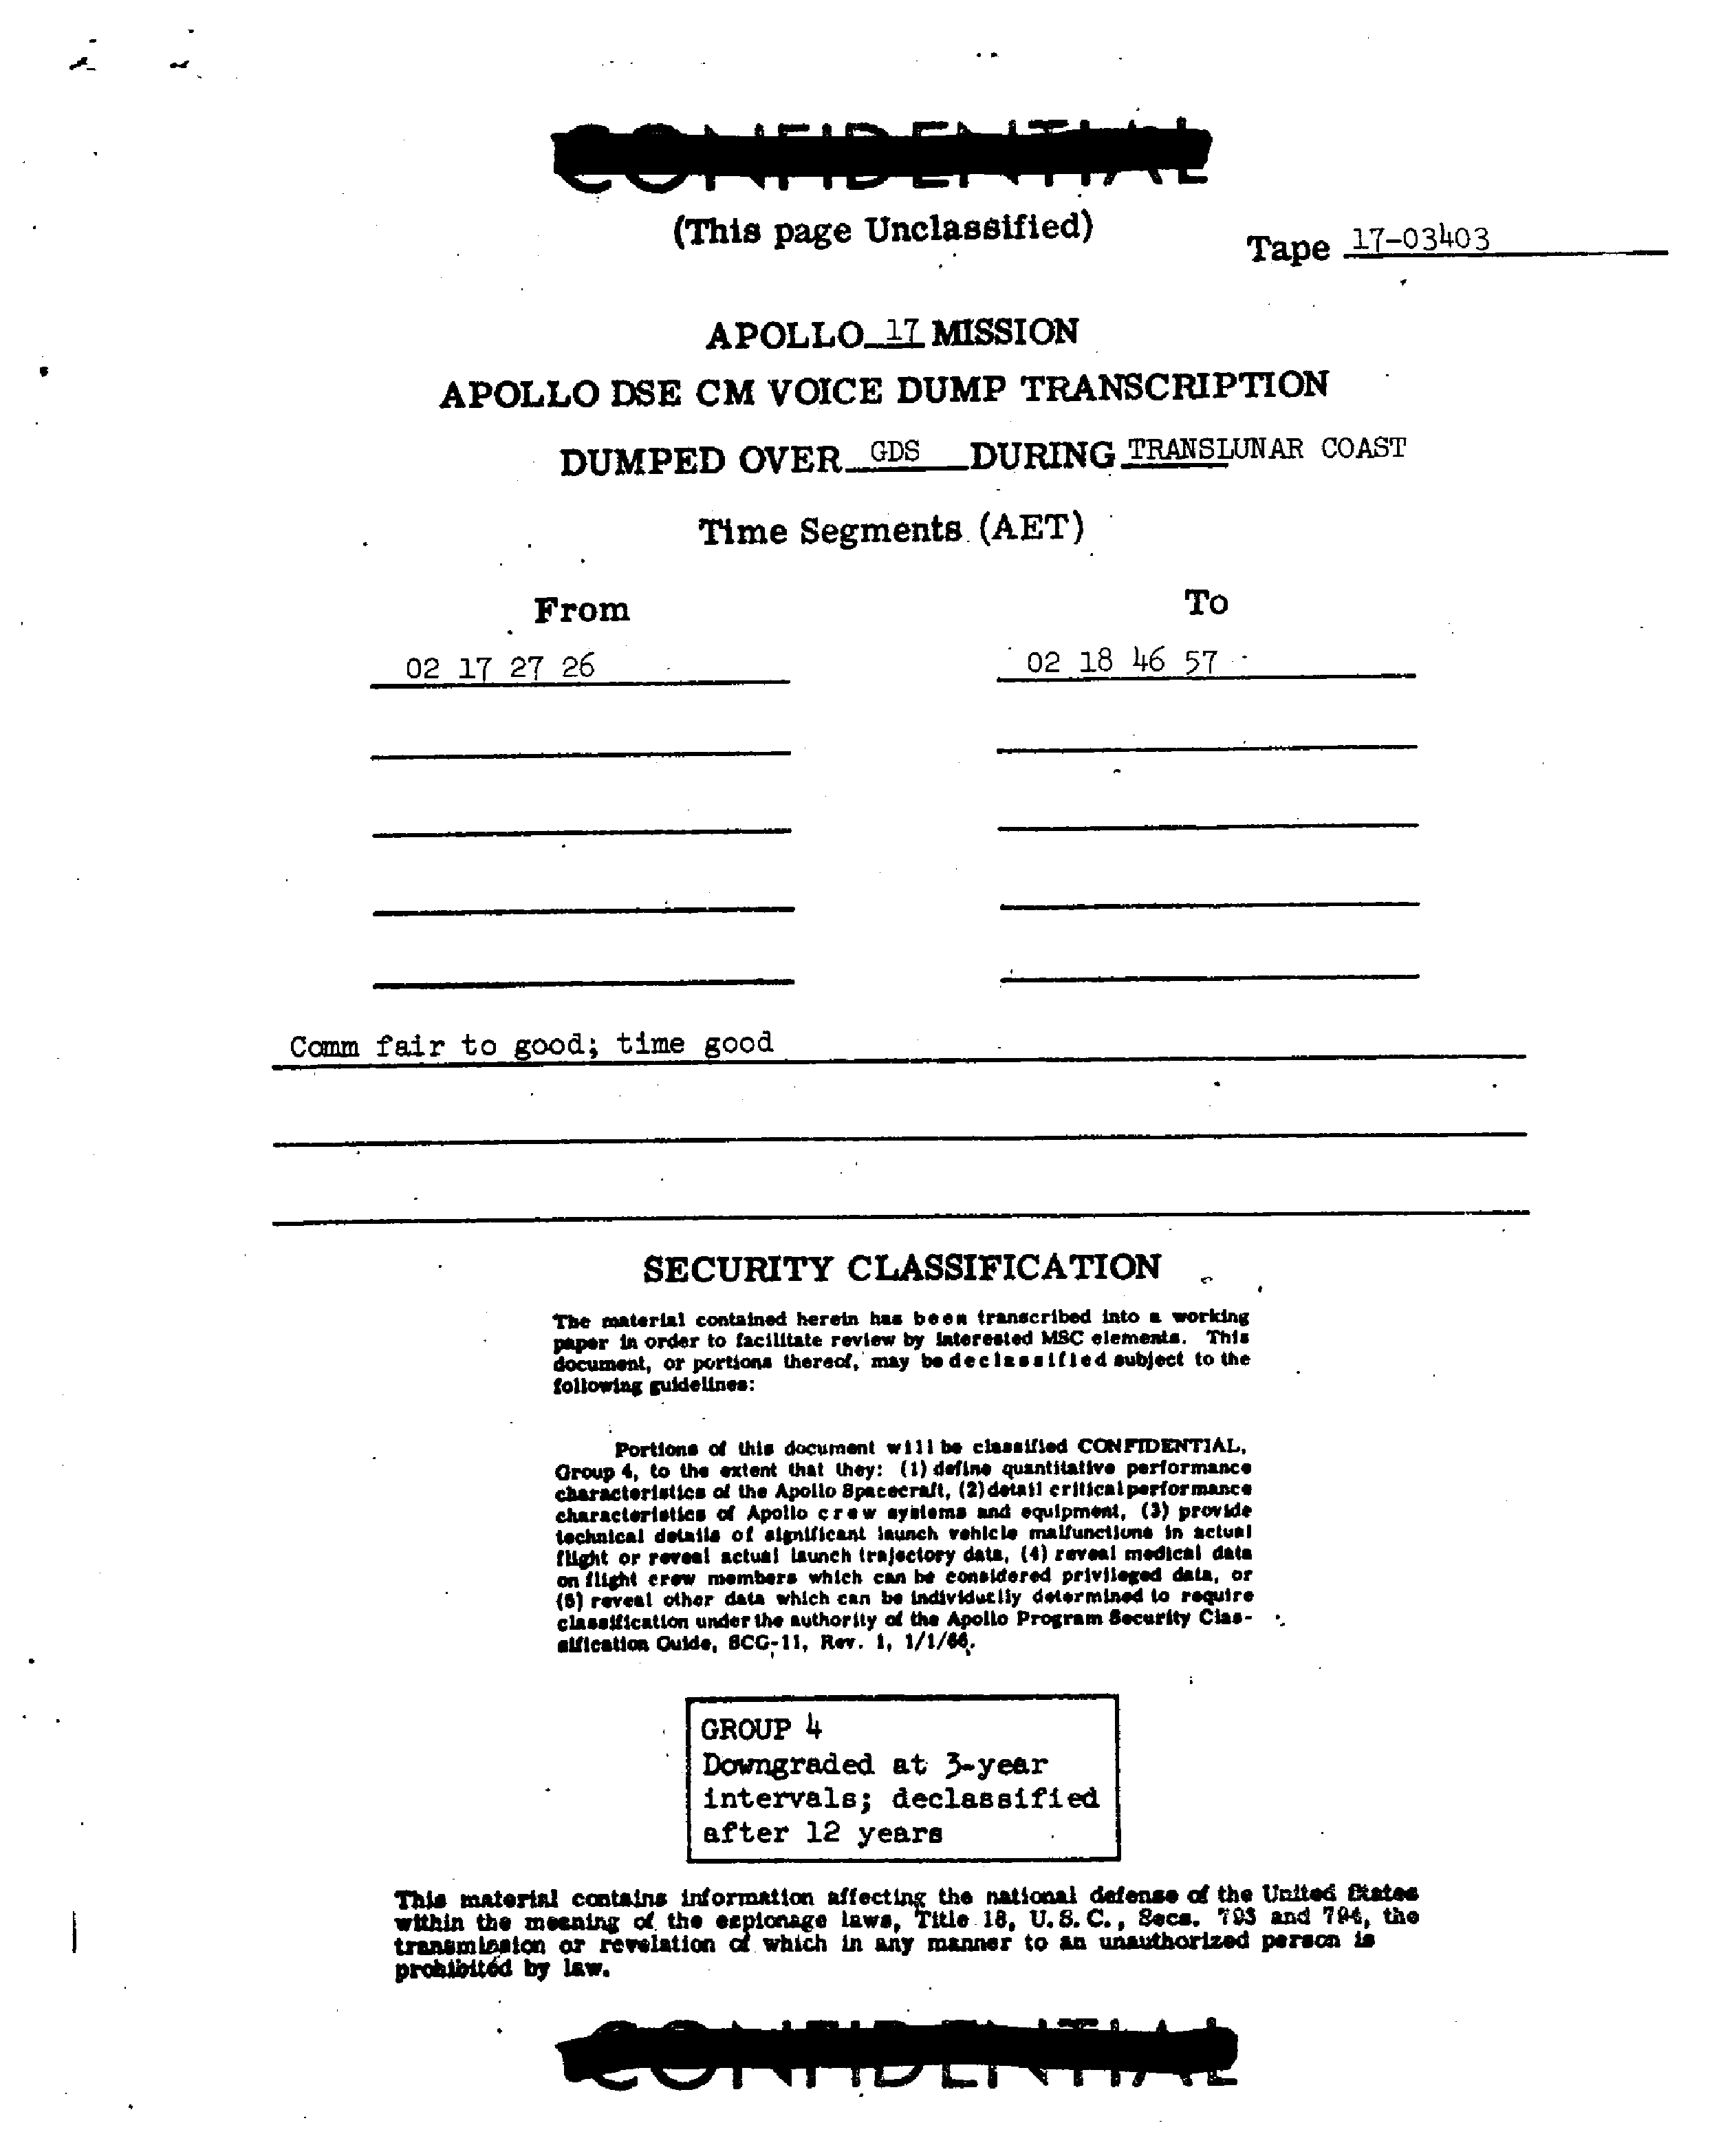 CONFIDENTIAL
(This page Unclassified)
Tape 17-03403
APOLLO 17 MISSION
APOLLO DSE CM VOICE DUMP TRANSCRIPTION
DUMPED OVER GDS DURING TRANSLUNAR COAST
Time Segments (AET)
From To
02 17 27 26 02 18 46 57
Comm fair to good; time good
SECURITY CLASSIFICATION
The material contained herein has been transcribed into a working
paper in order to facilitate review by interested MSC elements. This
document, or portions thereof, may be declassified subject to the
following guidelines:
Portions of this document will be classified CONFIDENTIAL,
Group 4, to the extent that they: (1) define quantitative performance
characteristics of the Apollo Spacecraft, (2) detail critical performance
characteristics of Apollo crew systems and equipment, (3) provide
technical details of significant launch vehicle malfunctions in actual
flight or reveal actual launch trajectory data, (4) reveal medical data
on flight crew members which can be considered privileged data, or
(5) reveal other data which can be individually determined to require
classification under the authority of the Apollo Program Security Clas-
sification Guide, SCG-11, Rev. 1, 1/1/66.
GROUP 4
Downgraded at 3-year
intervals; declassified
after 12 years
This material contains information affecting the national defense of the United States
within the meaning of the espionage laws, Title 18, U.S.C., Secs. 793 and 794, the
transmission or revelation of which in any manner to an unauthorized person is
prohibited by law.
CONFIDENTIAL